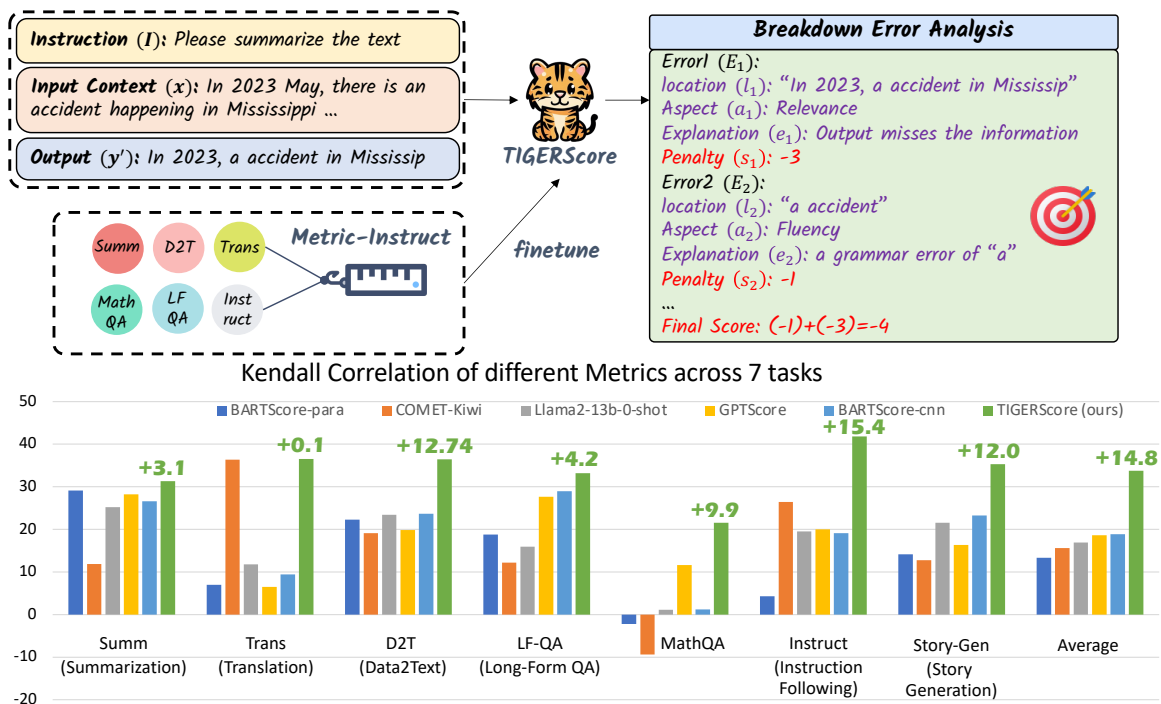 Instruction (I): Please summarize the text
Input Context (x): In 2023 May, there is an
accident happening in Mississippi ...
Output (y'): In 2023, a accident in Mississip
TIGERScore
Summ
D2T
Trans
Math
QA
LF
QA
Inst
ruct
Metric-Instruct
finetune
Breakdown Error Analysis
Error1 (E₁):
location (l₁): “In 2023, a accident in Mississip”
Aspect (a₁): Relevance
Explanation (e₁): Output misses the information
Penalty (s₁): -3
Error2 (E₂):
location (l₂): “a accident”
Aspect (a₂): Fluency
Explanation (e₂): a grammar error of “a”
Penalty (s₂): -1
...
Final Score: (-1)+(-3)=-4
Kendall Correlation of different Metrics across 7 tasks
BARTScore-para
COMET-Kiwi
Llama2-13b-0-shot
GPTScore
BARTScore-cnn
TIGERScore (ours)
50
40
30
20
10
0
-10
-20
+3.1
+0.1
+12.74
+4.2
+9.9
+15.4
+12.0
+14.8
Summ
(Summarization)
Trans
(Translation)
D2T
(Data2Text)
LF-QA
(Long-Form QA)
MathQA
Instruct
(Instruction
Following)
Story-Gen
(Story
Generation)
Average